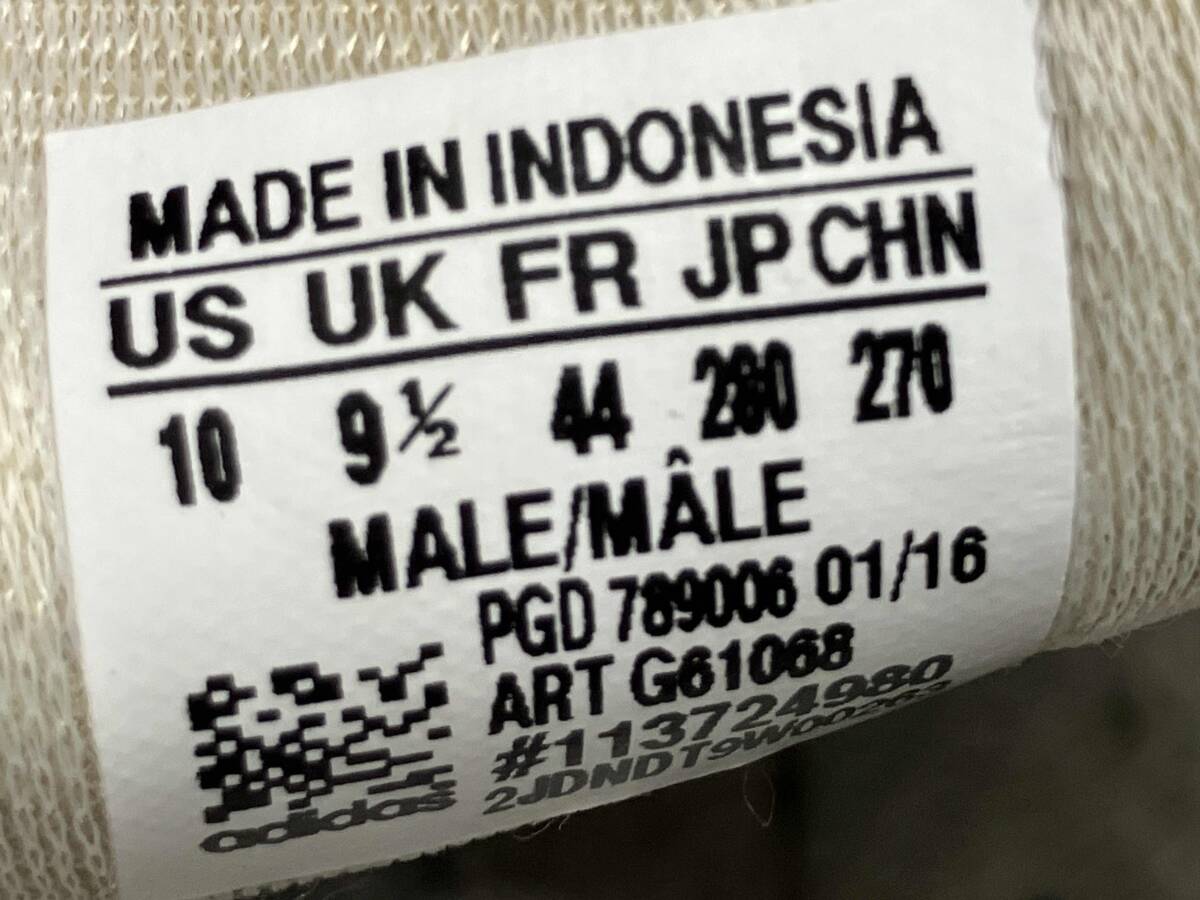 MADE IN INDONESIA
US UK FR JP CHN
10 9½ 44 280 270
MALE/MÂLE
PGD 789006 01/16
ART G61068
#113724980
2JDNDT9W00263
adidas